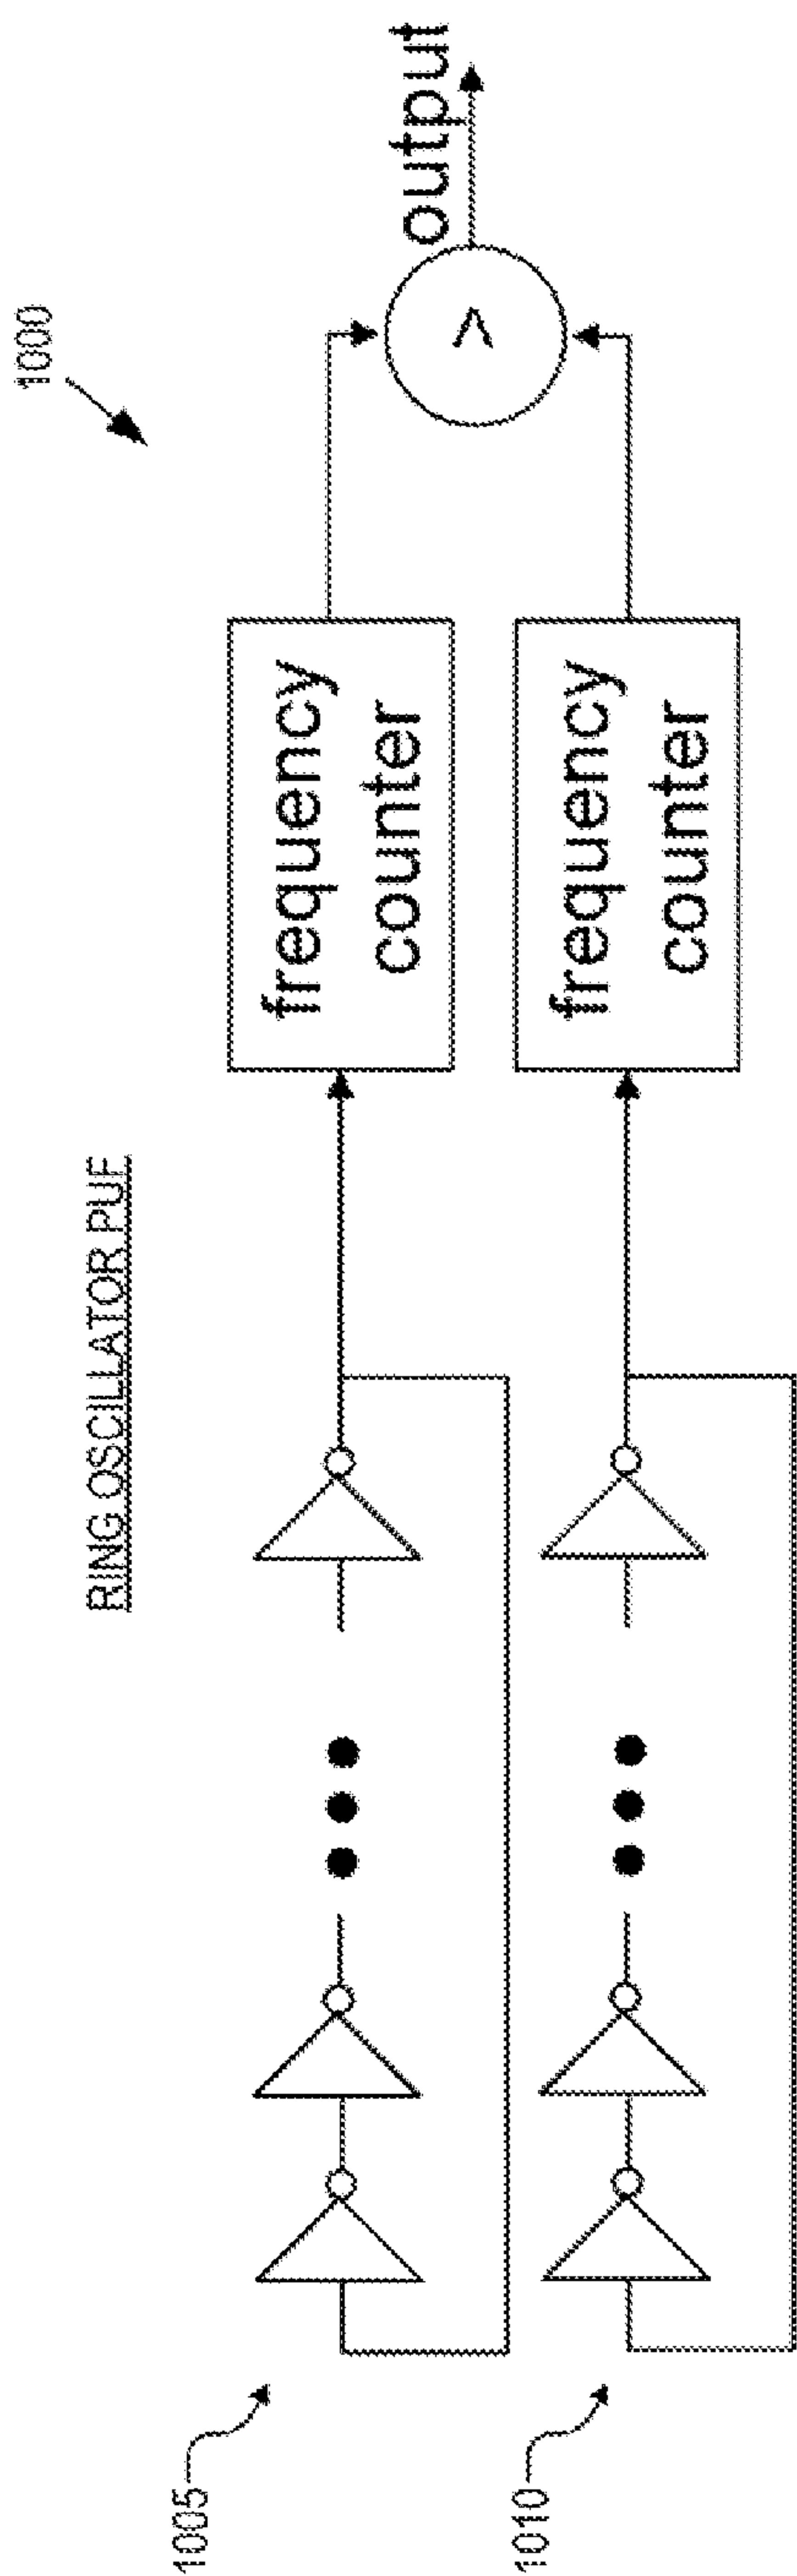 RING OSCILLATOR PUF
1000
1005
frequency
counter
output
>
1010
frequency
counter